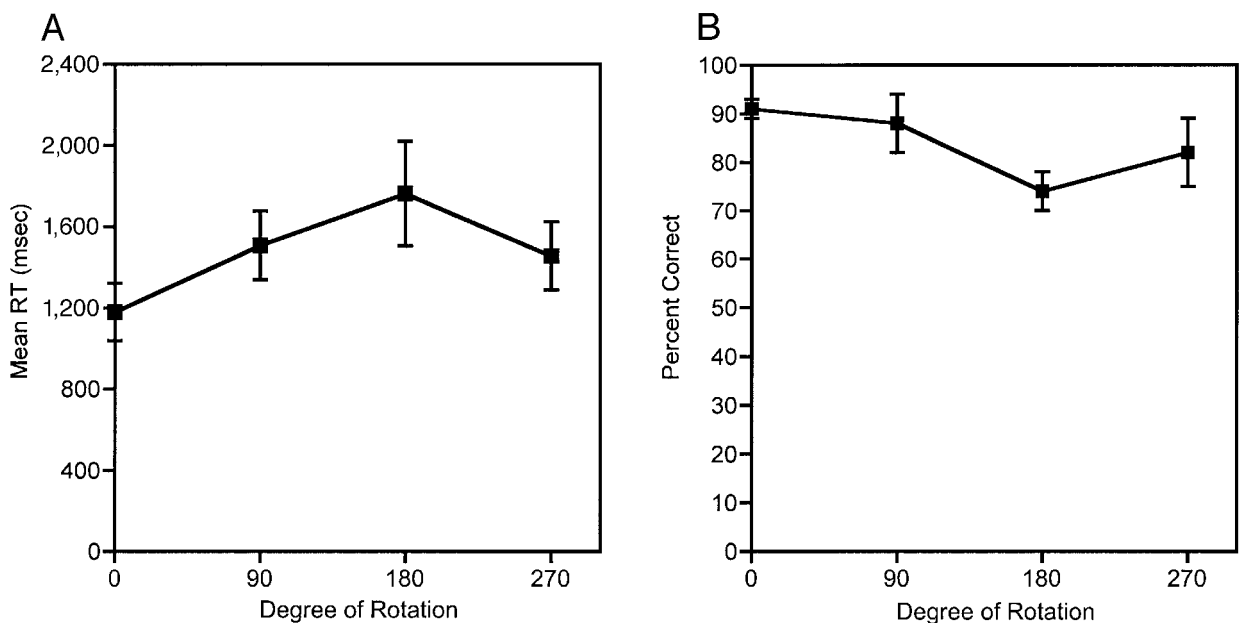 A
2,400
2,000
1,600
1,200
800
400
0
Mean RT (msec)
0 90 180 270
Degree of Rotation
B
100
90
80
70
60
50
40
30
20
10
0
Percent Correct
0 90 180 270
Degree of Rotation